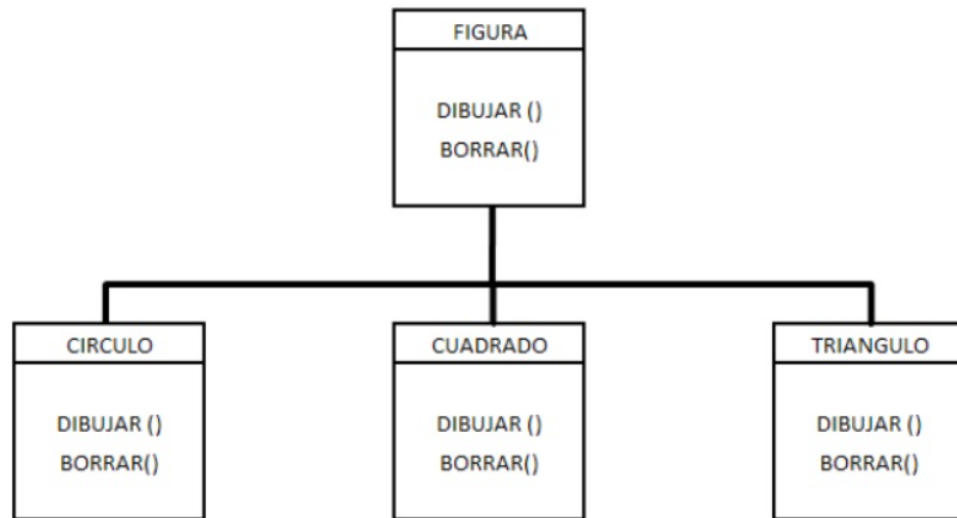 FIGURA
DIBUJAR ()
BORRAR()
CIRCULO
DIBUJAR ()
BORRAR()
CUADRADO
DIBUJAR ()
BORRAR()
TRIANGULO
DIBUJAR ()
BORRAR()